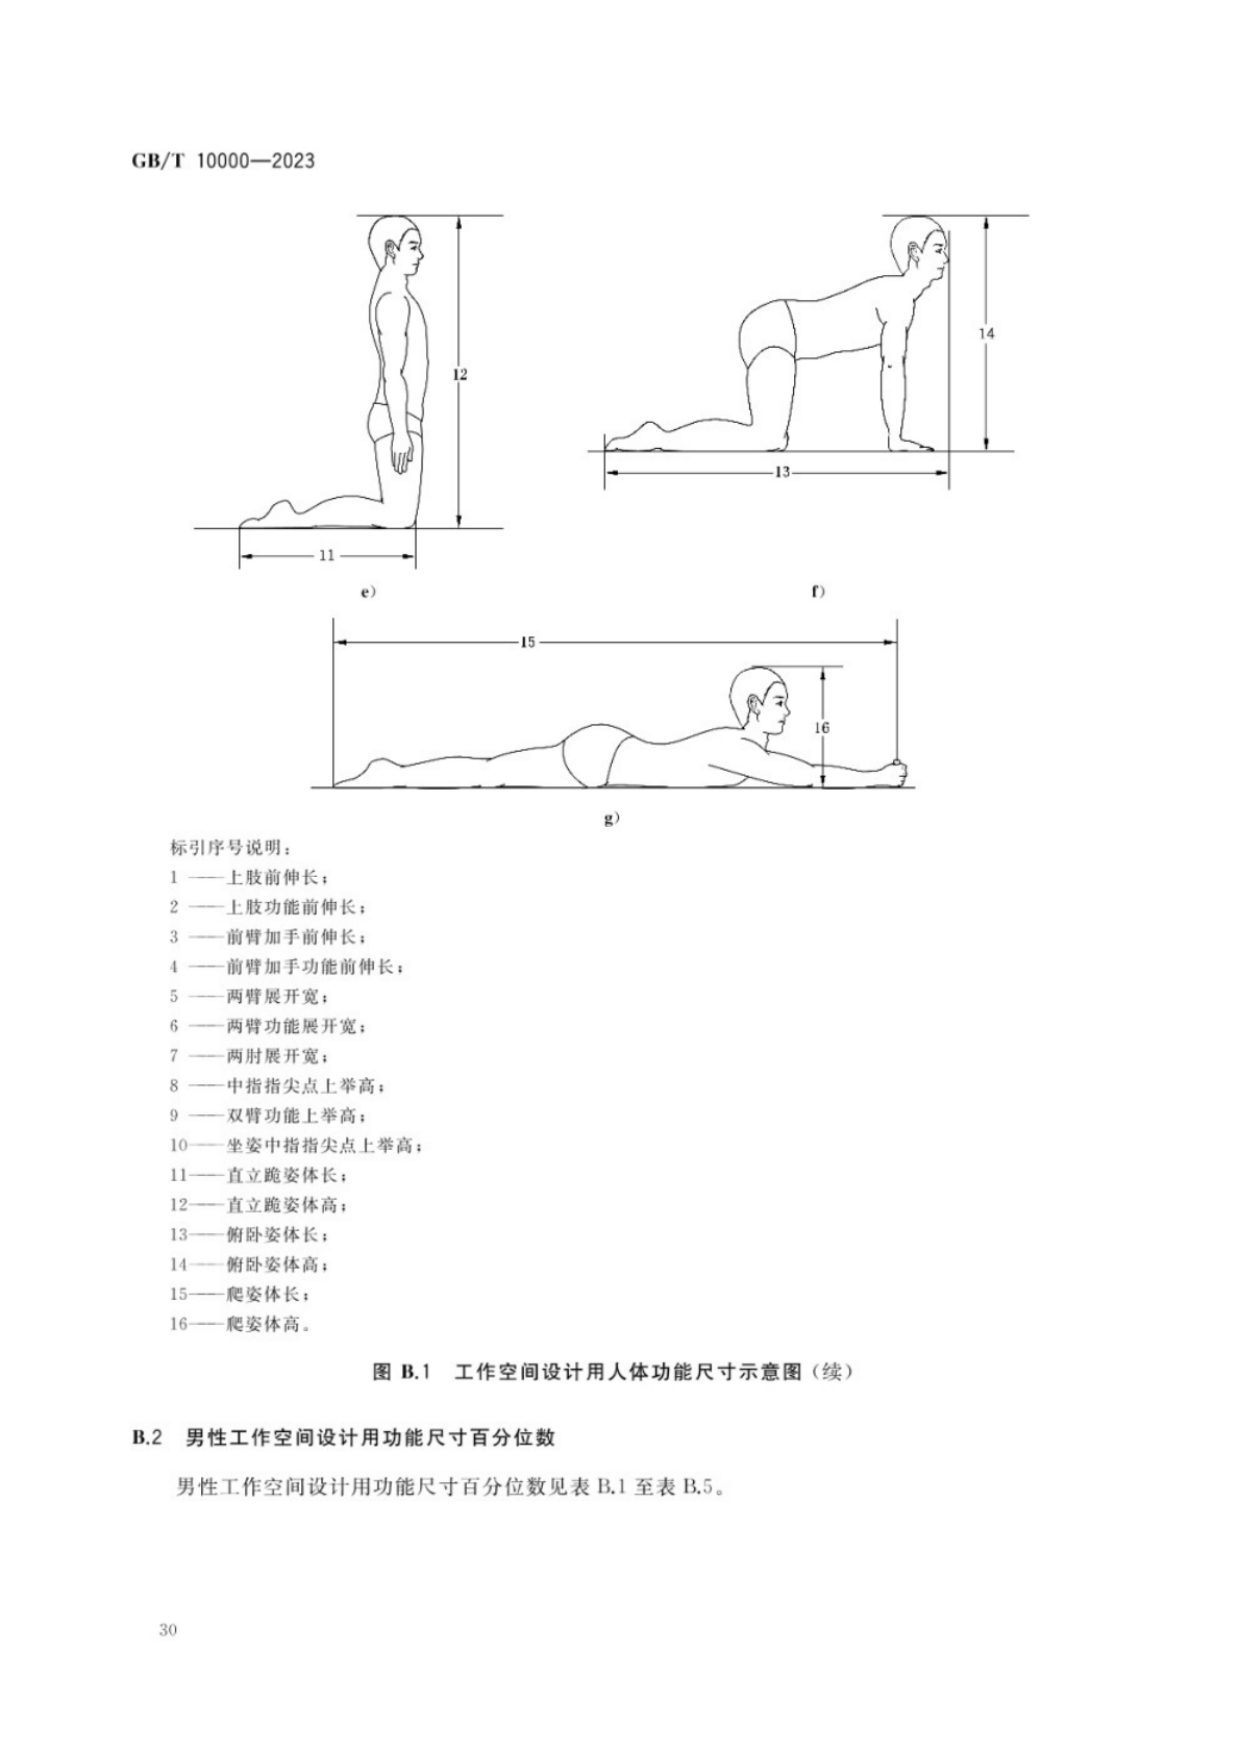 GB/T 10000—2023
12
11
e)
14
13
f)
15
16
g)
标引序号说明：
1 ——上肢前伸长；
2 ——上肢功能前伸长；
3 ——前臂加手前伸长；
4 ——前臂加手功能前伸长；
5 ——两臂展开宽；
6 ——两臂功能展开宽；
7 ——两肘展开宽；
8 ——中指指尖点上举高；
9 ——双臂功能上举高；
10——坐姿中指指尖点上举高；
11——直立跪姿体长；
12——直立跪姿体高；
13——俯卧姿体长；
14——俯卧姿体高；
15——爬姿体长；
16——爬姿体高。
图 B.1 工作空间设计用人体功能尺寸示意图（续）
B.2 男性工作空间设计用功能尺寸百分位数
男性工作空间设计用功能尺寸百分位数见表 B.1 至表 B.5。
30